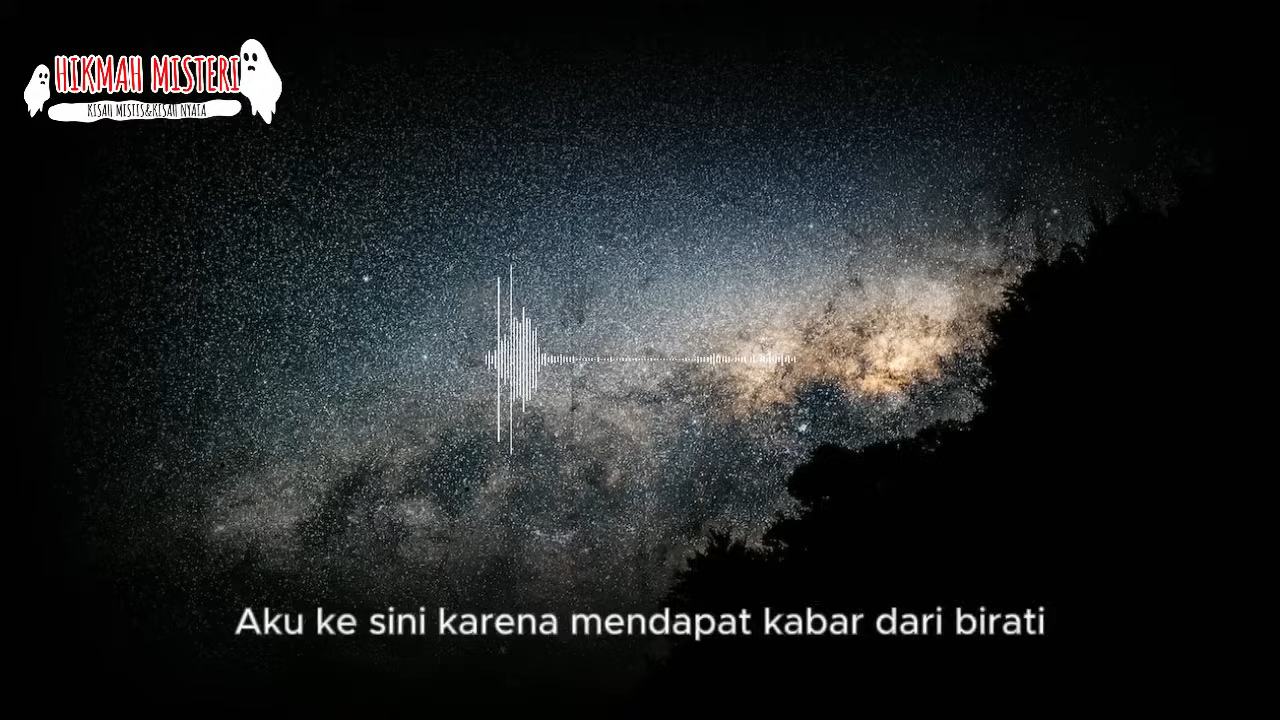 HIKMAH MISTERI
KISAH MISTIS&KISAH NYATA
Aku ke sini karena mendapat kabar dari birati